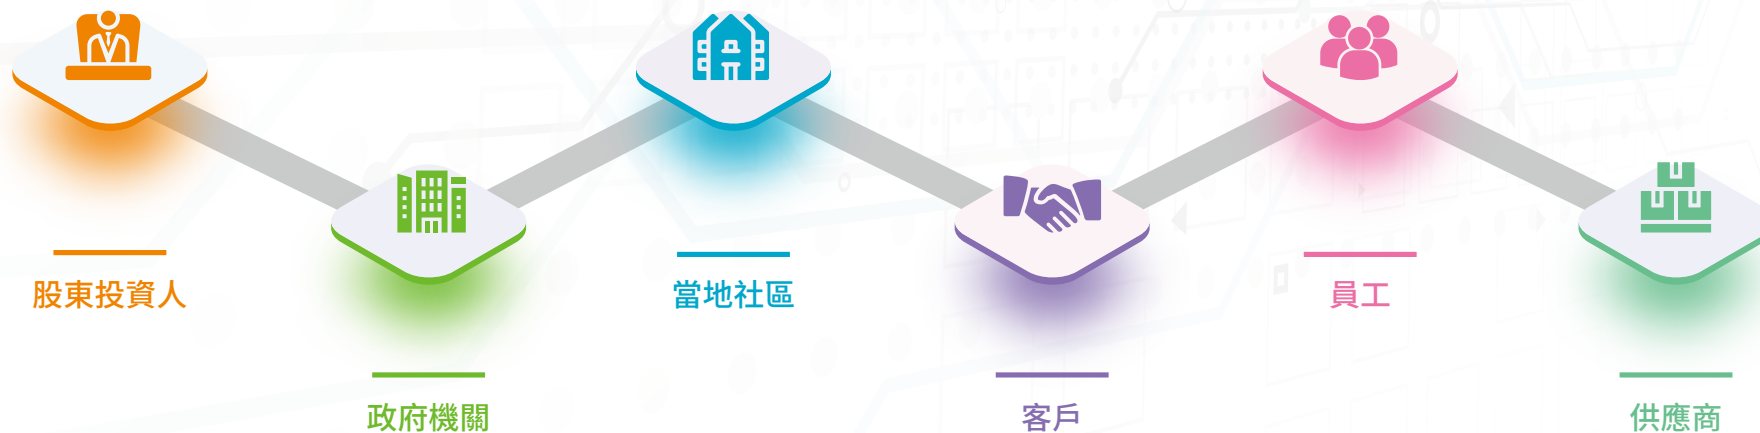 股東投資人
政府機關
當地社區
客戶
員工
供應商